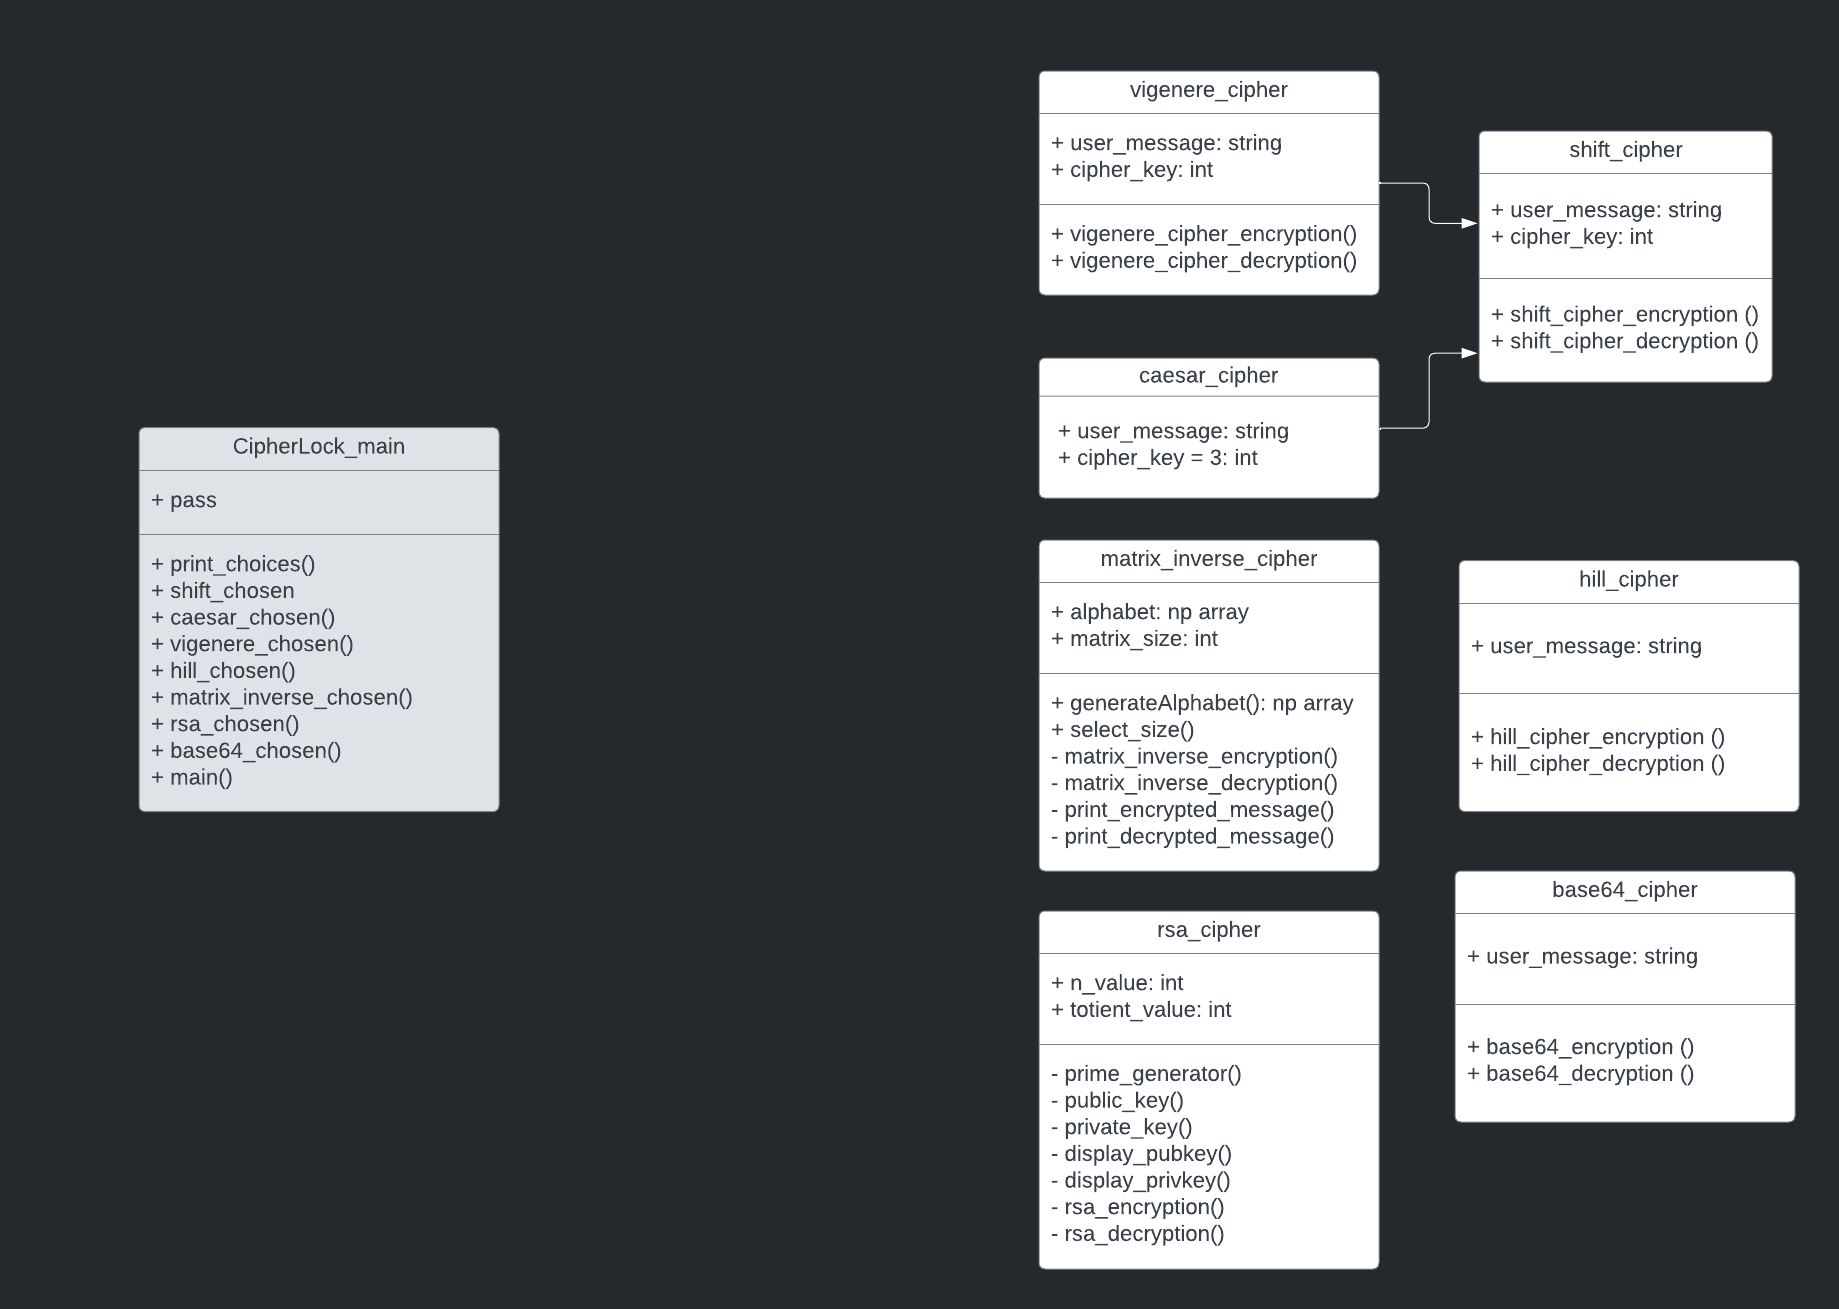 vigenere_cipher
+ user_message: string
+ cipher_key: int
+ vigenere_cipher_encryption()
+ vigenere_cipher_decryption()
shift_cipher
+ user_message: string
+ cipher_key: int
+ shift_cipher_encryption ()
+ shift_cipher_decryption ()
caesar_cipher
+ user_message: string
+ cipher_key = 3: int
CipherLock_main
+ pass
+ print_choices()
+ shift_chosen
+ caesar_chosen()
+ vigenere_chosen()
+ hill_chosen()
+ matrix_inverse_chosen()
+ rsa_chosen()
+ base64_chosen()
+ main()
matrix_inverse_cipher
+ alphabet: np array
+ matrix_size: int
+ generateAlphabet(): np array
+ select_size()
- matrix_inverse_encryption()
- matrix_inverse_decryption()
- print_encrypted_message()
- print_decrypted_message()
hill_cipher
+ user_message: string
+ hill_cipher_encryption ()
+ hill_cipher_decryption ()
base64_cipher
+ user_message: string
+ base64_encryption ()
+ base64_decryption ()
rsa_cipher
+ n_value: int
+ totient_value: int
- prime_generator()
- public_key()
- private_key()
- display_pubkey()
- display_privkey()
- rsa_encryption()
- rsa_decryption()